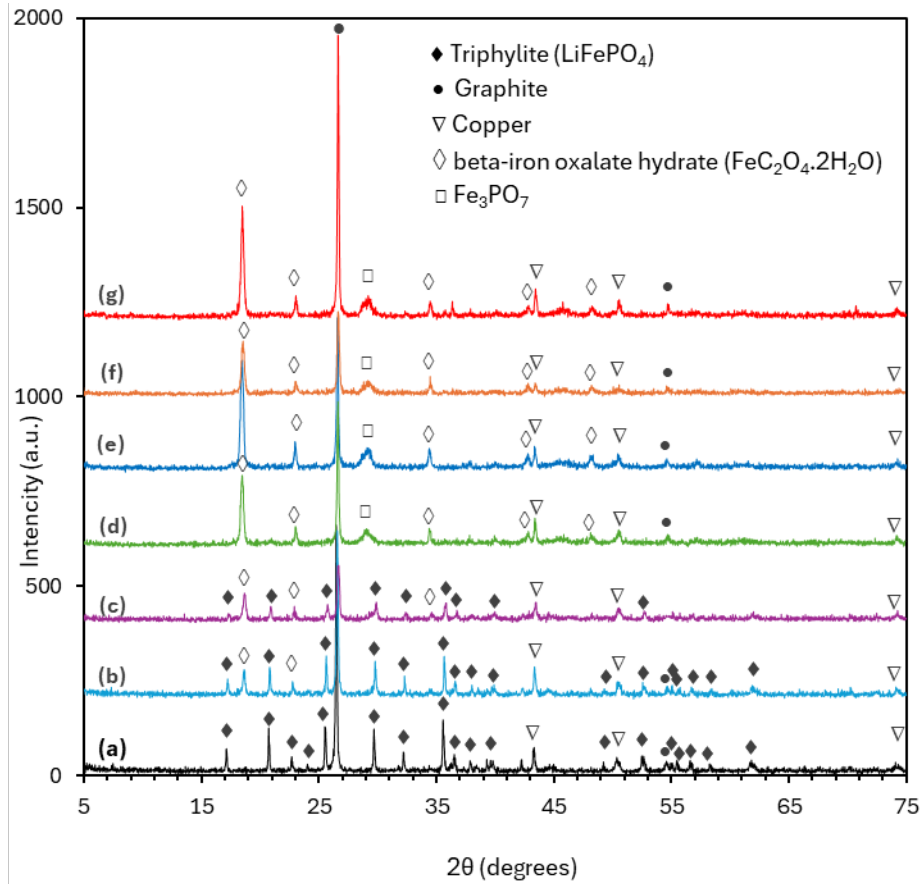 2000
Triphylite (LiFePO₄)
Graphite
Copper
beta-iron oxalate hydrate (FeC₂O₄.2H₂O)
Fe₃PO₇
1500
(g)
(f)
1000
(e)
(d)
500
(c)
(b)
(a)
0
5 15 25 35 45 55 65 75
Intencity (a.u.)
2θ (degrees)